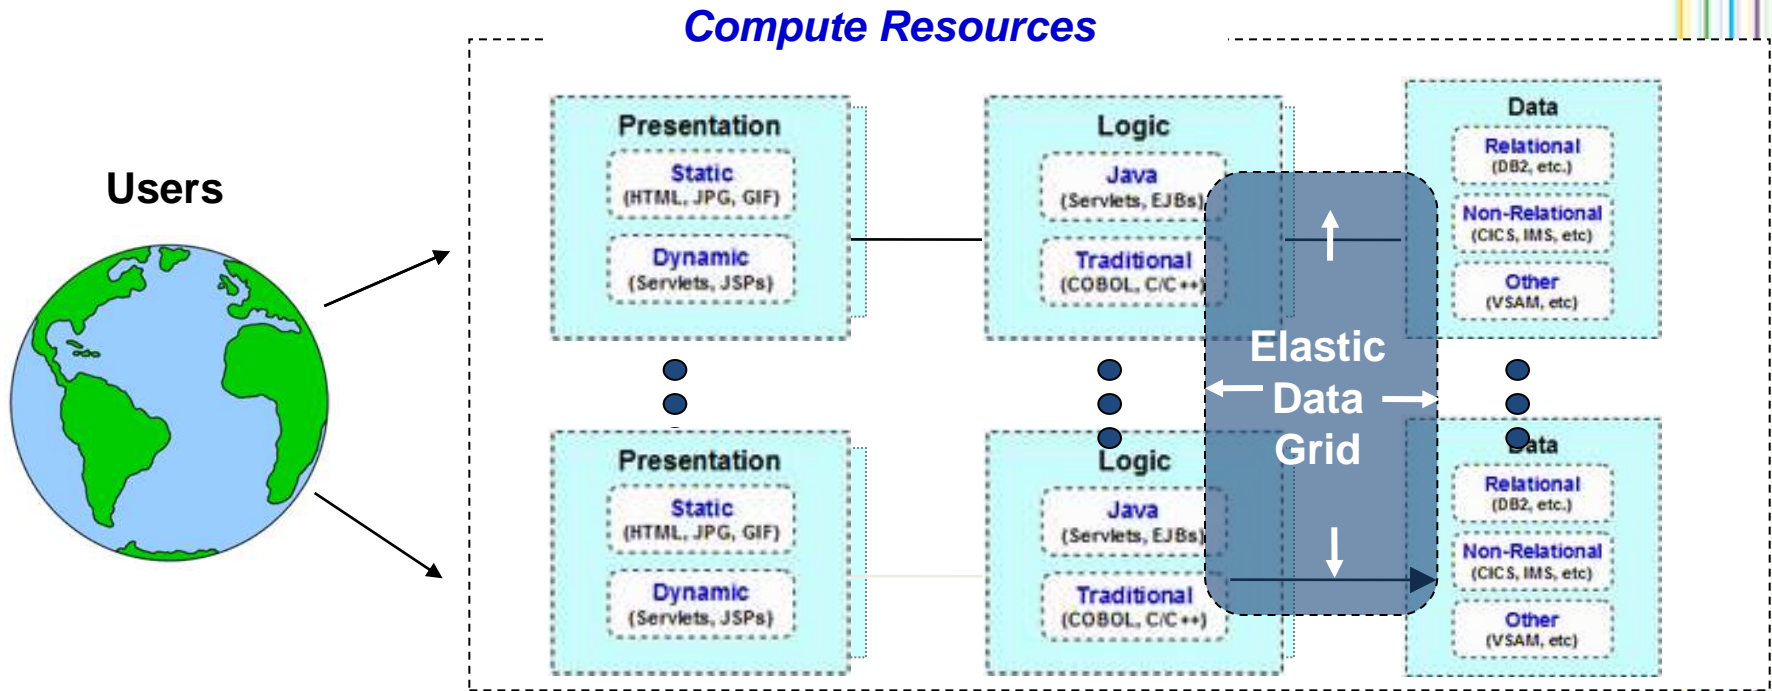 Compute Resources
Users
Presentation
Static
(HTML, JPG, GIF)
Dynamic
(Servlets, JSPs)
Logic
Java
(Servlets, EJBs)
Traditional
(COBOL, C/C++)
Data
Relational
(DB2, etc.)
Non-Relational
(CICS, IMS, etc)
Other
(VSAM, etc)
Elastic
Data
Grid
Presentation
Static
(HTML, JPG, GIF)
Dynamic
(Servlets, JSPs)
Logic
Java
(Servlets, EJBs)
Traditional
(COBOL, C/C++)
Data
Relational
(DB2, etc.)
Non-Relational
(CICS, IMS, etc)
Other
(VSAM, etc)